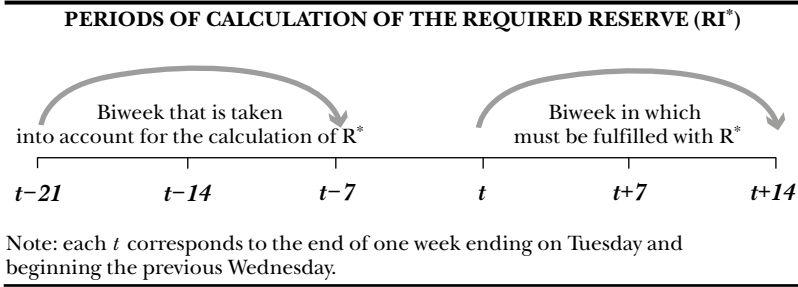 PERIODS OF CALCULATION OF THE REQUIRED RESERVE (RI*)
Biweek that is taken
into account for the calculation of R*
Biweek in which
must be fulfilled with R*
t−21 t−14 t−7 t t+7 t+14
Note: each t corresponds to the end of one week ending on Tuesday and
beginning the previous Wednesday.